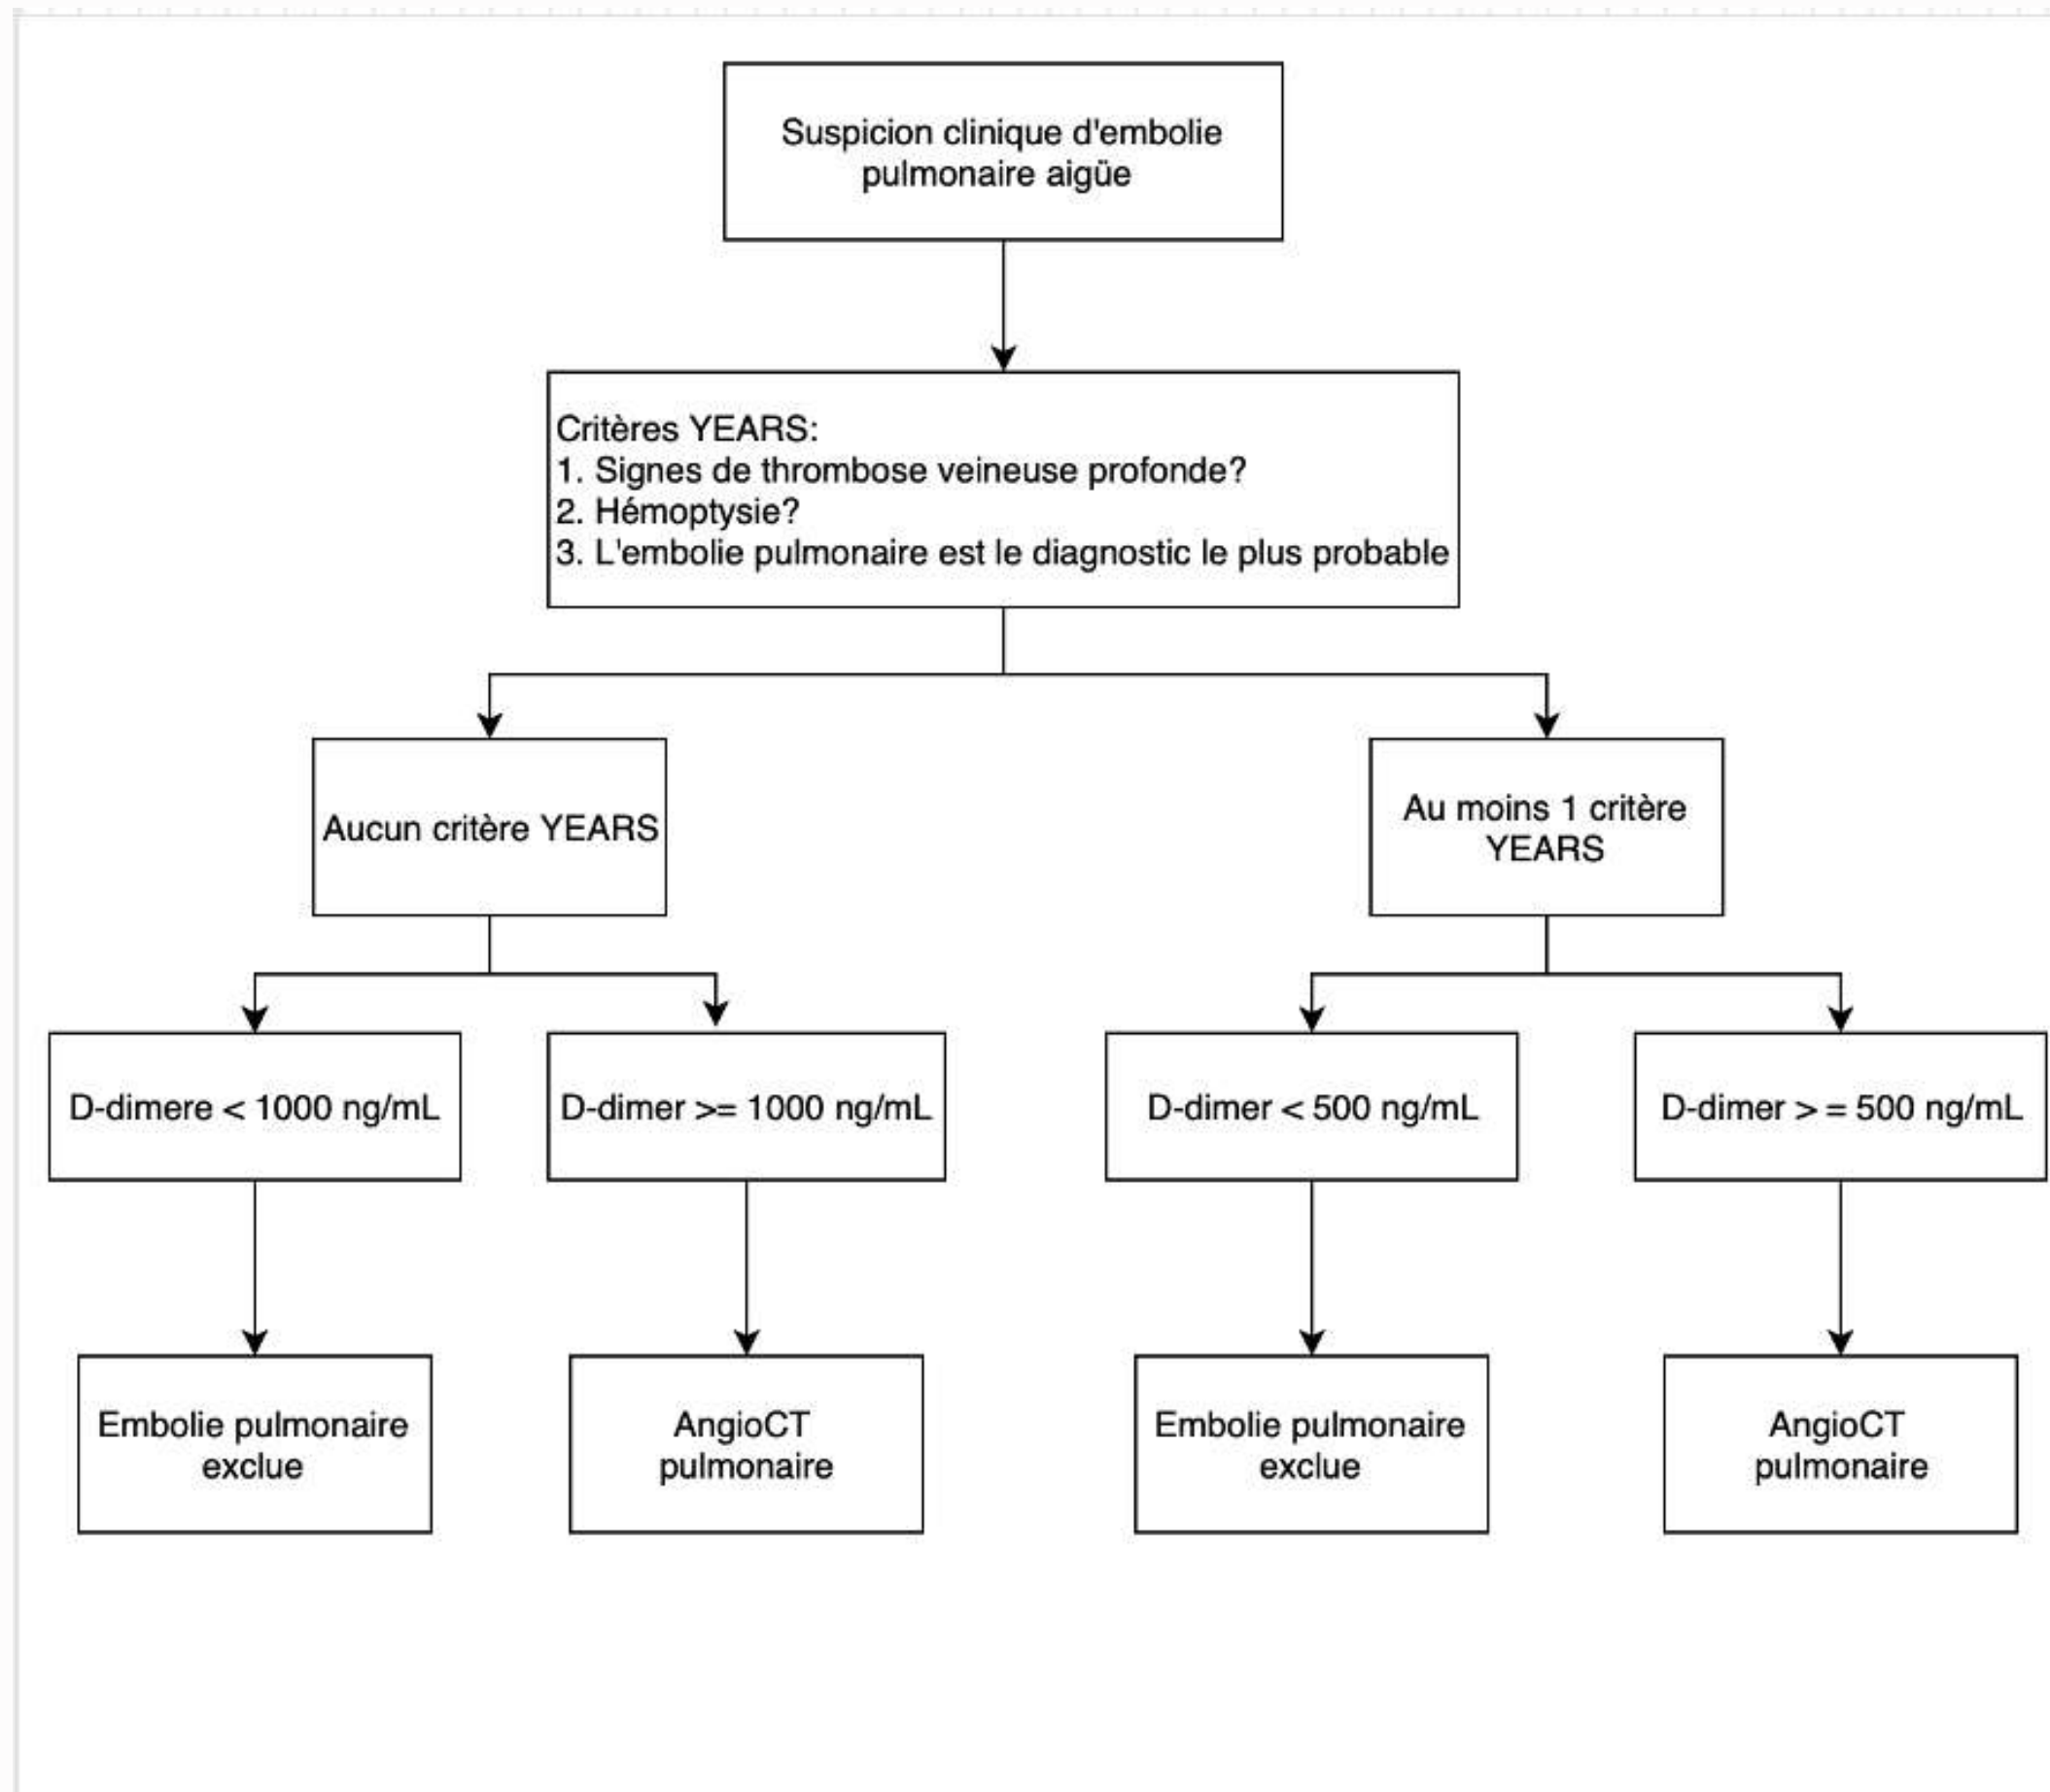 Suspicion clinique d'embolie
pulmonaire aigüe
Critères YEARS:
1. Signes de thrombose veineuse profonde?
2. Hémoptysie?
3. L'embolie pulmonaire est le diagnostic le plus probable
Aucun critère YEARS
Au moins 1 critère
YEARS
D-dimere < 1000 ng/mL
D-dimer >= 1000 ng/mL
D-dimer < 500 ng/mL
D-dimer > = 500 ng/mL
Embolie pulmonaire
exclue
AngioCT
pulmonaire
Embolie pulmonaire
exclue
AngioCT
pulmonaire